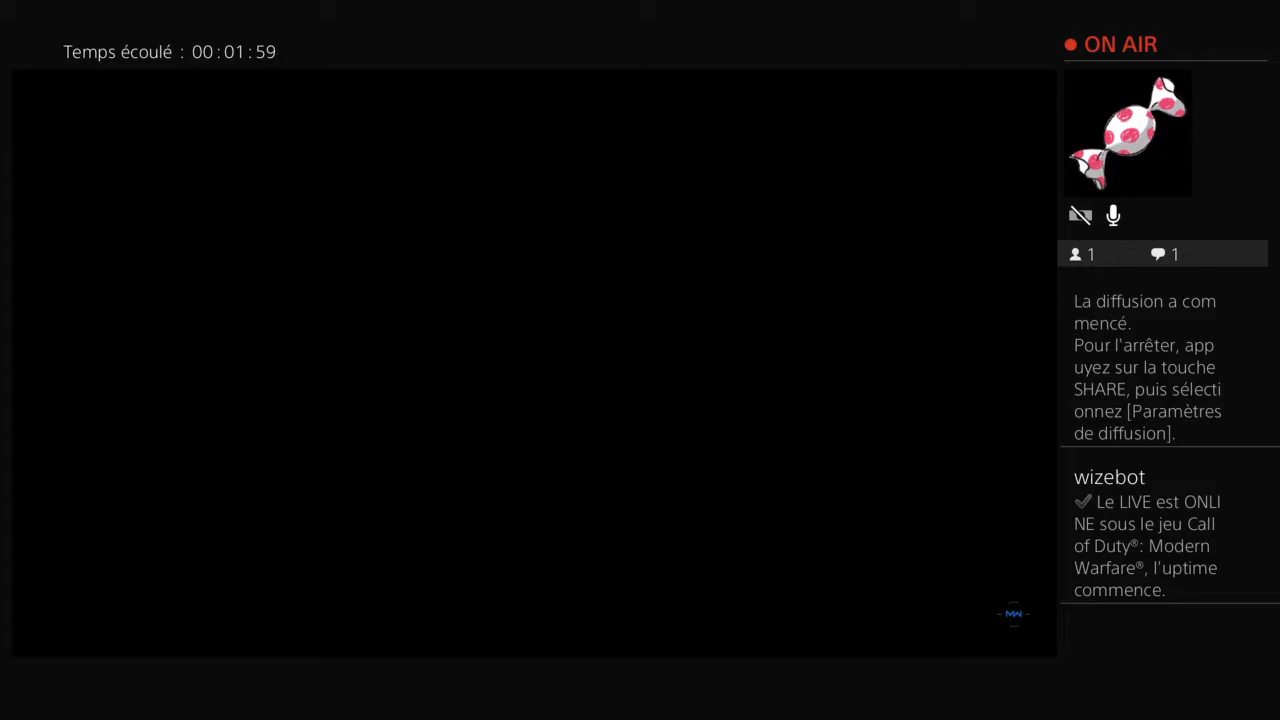 Temps écoulé : 00:01:59
ON AIR
1
1
La diffusion a com
mencé.
Pour l'arrêter, app
uyez sur la touche
SHARE, puis sélecti
onnez [Paramètres
de diffusion].
wizebot
✓ Le LIVE est ONLI
NE sous le jeu Call
of Duty®: Modern
Warfare®, l'uptime
commence.
MW